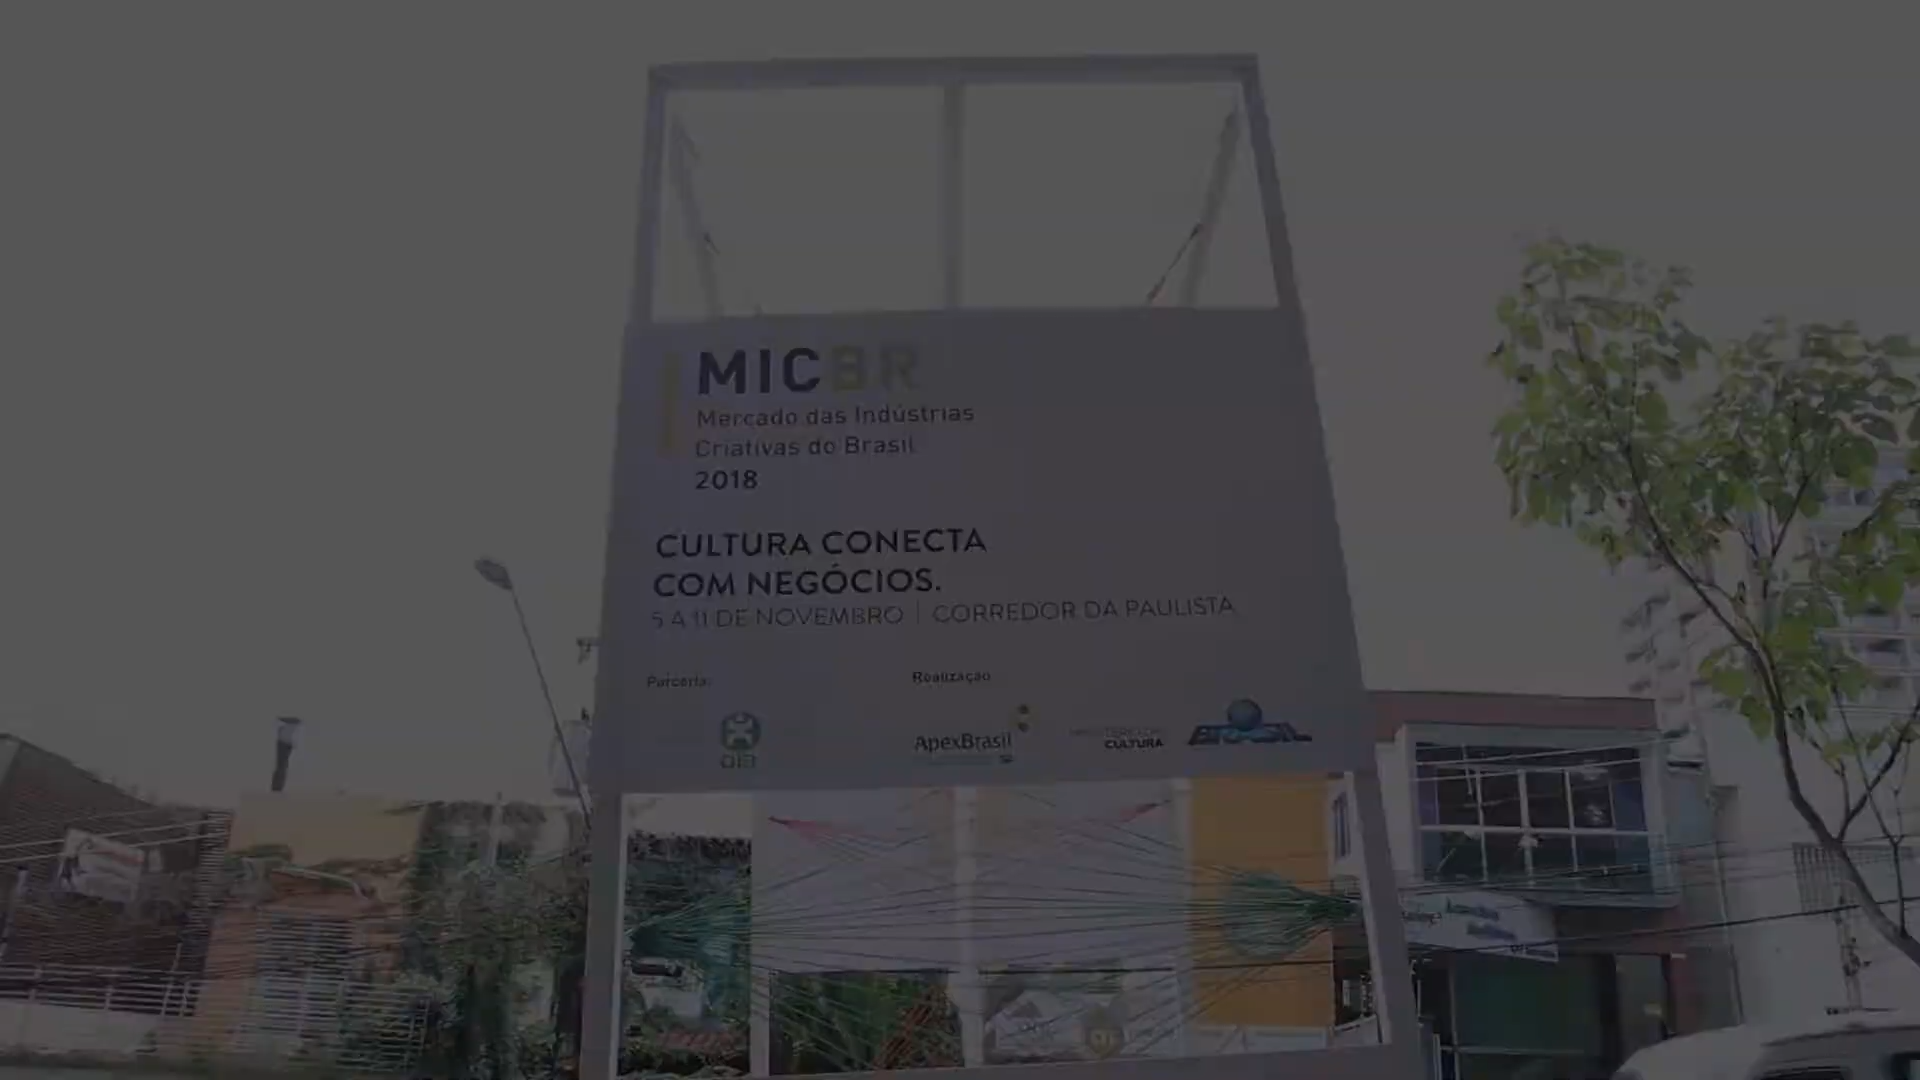 MICBR
Mercado das Indústrias
Criativas do Brasil
2018
CULTURA CONECTA
COM NEGÓCIOS.
5 A 11 DE NOVEMBRO | CORREDOR DA PAULISTA
Parceria:
Realização
OEI
ApexBrasil
CULTURA